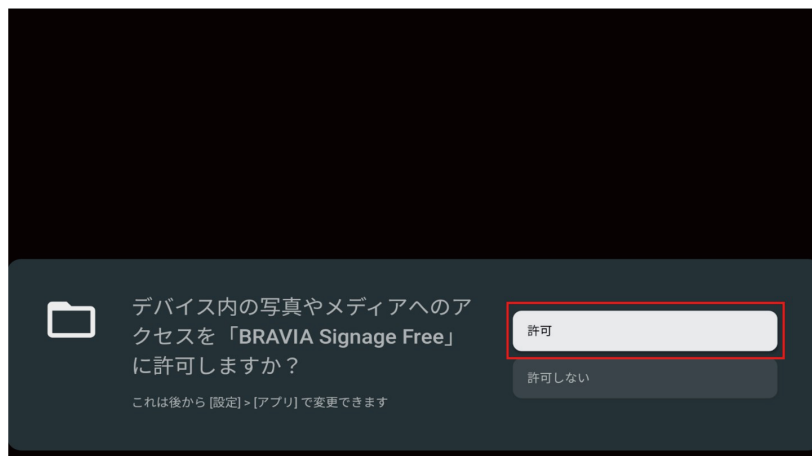 デバイス内の写真やメディアへのア
クセスを「BRAVIA Signage Free」
に許可しますか？
これは後から [設定] > [アプリ] で変更できます
許可
許可しない